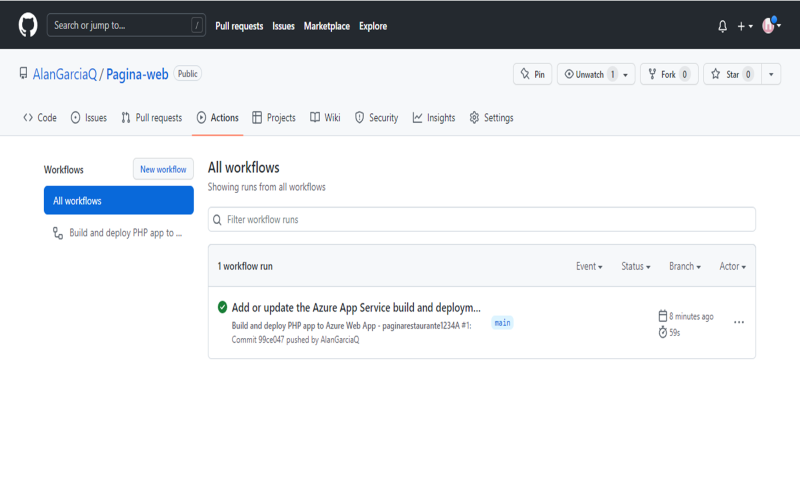 Search or jump to... /
Pull requests Issues Marketplace Explore
AlanGarciaQ / Pagina-web Public
Pin Unwatch 1 Fork 0 Star 0
Code Issues Pull requests Actions Projects Wiki Security Insights Settings
Workflows New workflow
All workflows
Build and deploy PHP app to ...
All workflows
Showing runs from all workflows
Filter workflow runs
1 workflow run Event Status Branch Actor
Add or update the Azure App Service build and deploym...
Build and deploy PHP app to Azure Web App - paginarestaurante1234A #1:
Commit 99ce047 pushed by AlanGarciaQ
main
8 minutes ago
59s